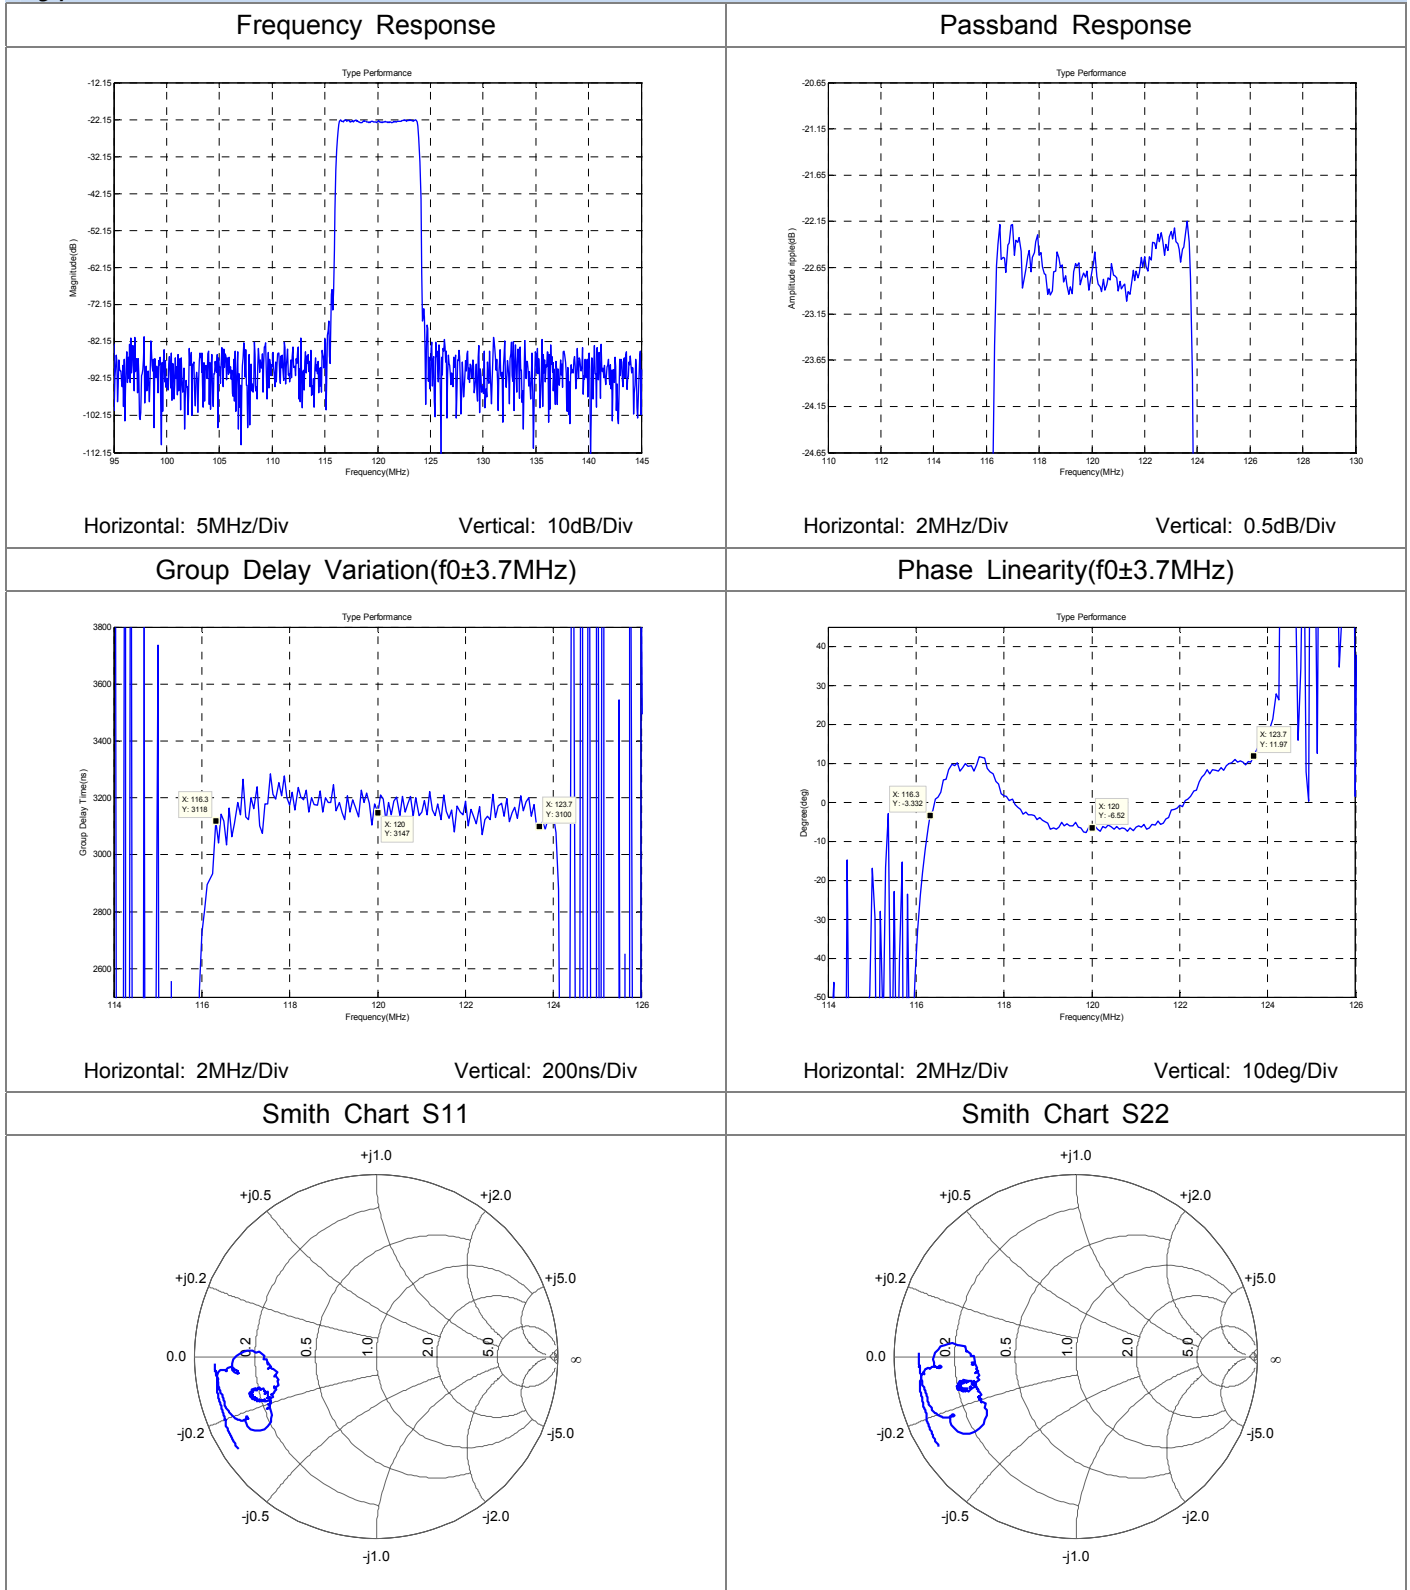 Frequency Response
Passband Response
Type Performance
-12.15
-22.15
-32.15
-42.15
-52.15
-62.15
-72.15
-82.15
-92.15
-102.15
-112.15
Magnitude(dB)
95 100 105 110 115 120 125 130 135 140 145
Frequency(MHz)
Horizontal: 5MHz/Div Vertical: 10dB/Div
Type Performance
-20.65
-21.15
-21.65
-22.15
-22.65
-23.15
-23.65
-24.15
-24.65
Amplitude ripple(dB)
110 112 114 116 118 120 122 124 126 128 130
Frequency(MHz)
Horizontal: 2MHz/Div Vertical: 0.5dB/Div
Group Delay Variation(f0±3.7MHz)
Phase Linearity(f0±3.7MHz)
Type Performance
3800
3600
3400
3200
3000
2800
2600
Group Delay Time(ns)
X: 116.3
Y: 3118
X: 120
Y: 3147
X: 123.7
Y: 3100
114 116 118 120 122 124 126
Frequency(MHz)
Horizontal: 2MHz/Div Vertical: 200ns/Div
Type Performance
40
30
20
10
0
-10
-20
-30
-40
-50
Degree(deg)
X: 116.3
Y: -3.332
X: 120
Y: -6.52
X: 123.7
Y: 11.97
114 116 118 120 122 124 126
Frequency(MHz)
Horizontal: 2MHz/Div Vertical: 10deg/Div
Smith Chart S11
Smith Chart S22
+j1.0
+j0.5 +j2.0
+j0.2 +j5.0
0.0 0.2 0.5 1.0 2.0 5.0 ∞
-j0.2 -j5.0
-j0.5 -j2.0
-j1.0
+j1.0
+j0.5 +j2.0
+j0.2 +j5.0
0.0 0.2 0.5 1.0 2.0 5.0 ∞
-j0.2 -j5.0
-j0.5 -j2.0
-j1.0